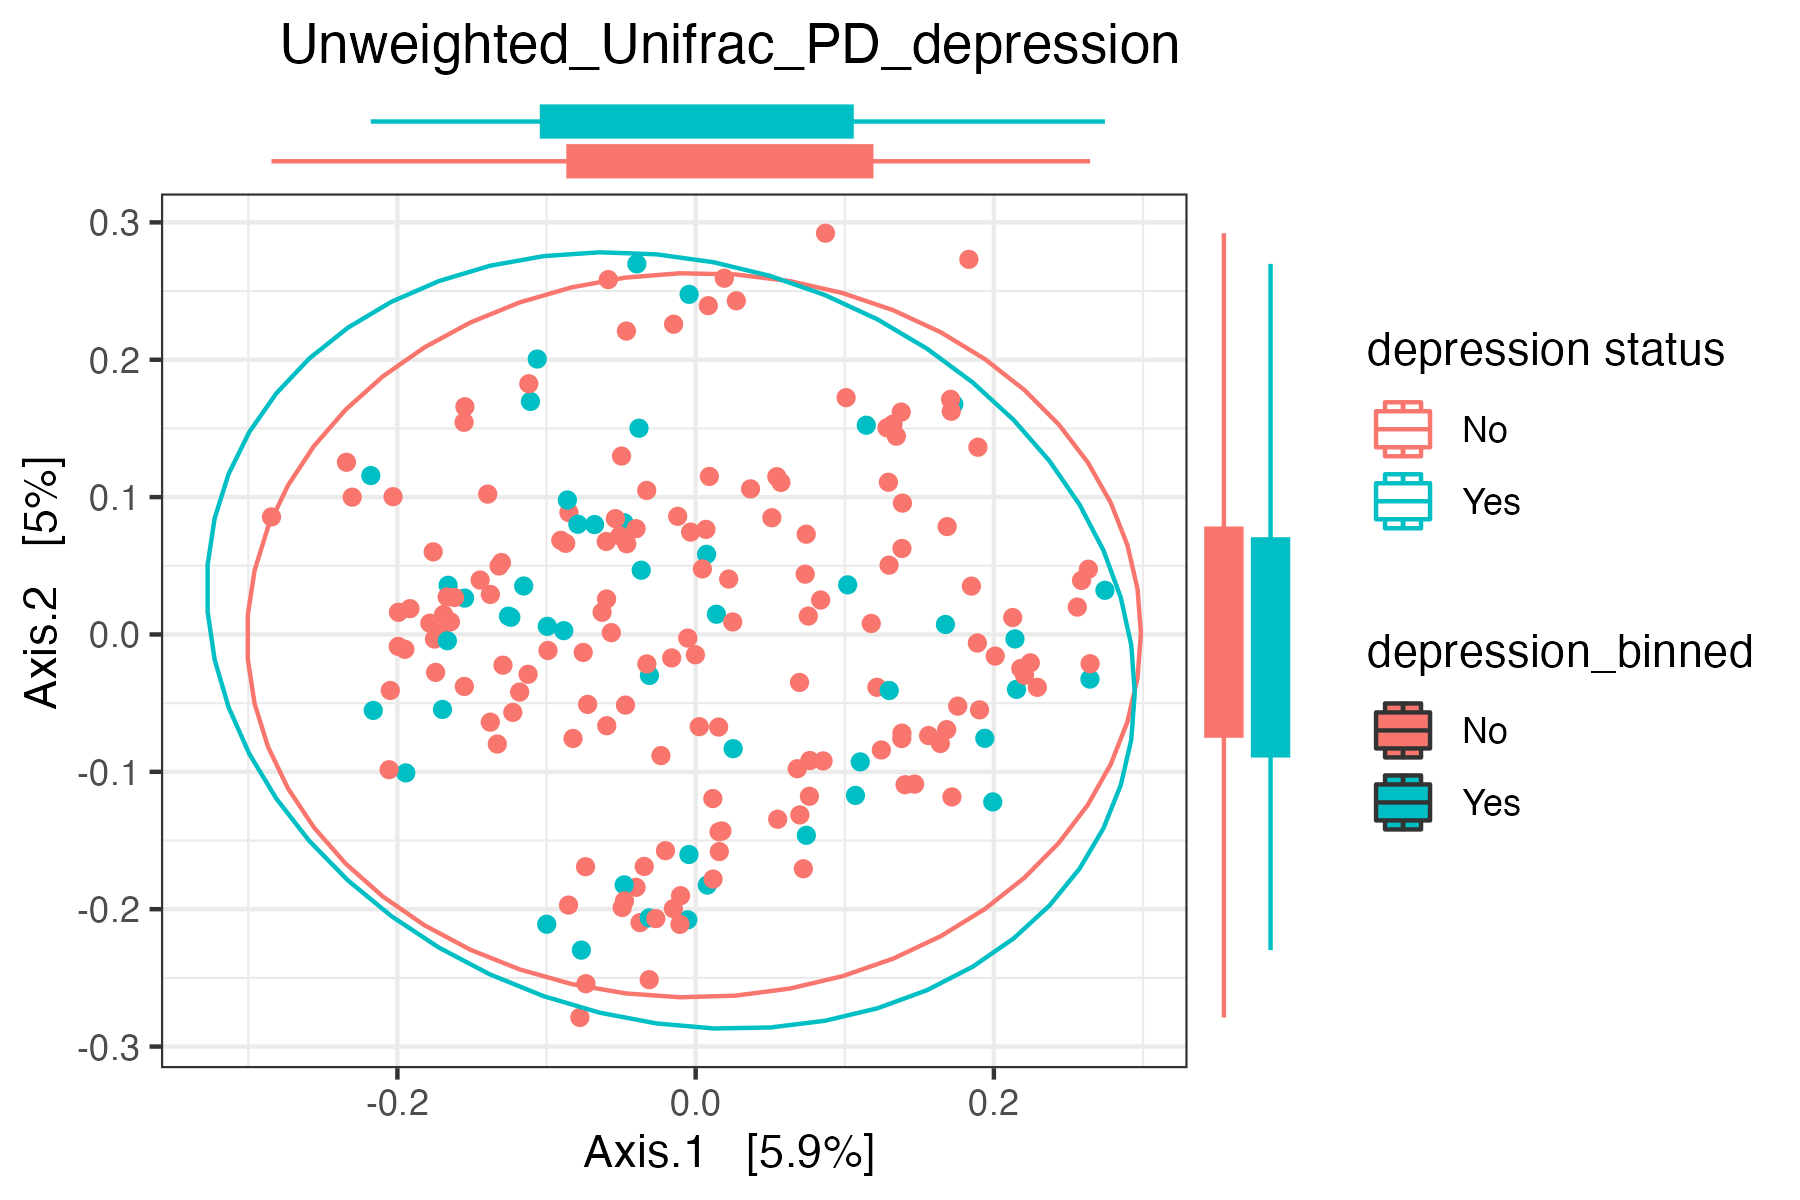 Unweighted_Unifrac_PD_depression
0.3
0.2
0.1
0.0
-0.1
-0.2
-0.3
Axis.2 [5%]
-0.2 0.0 0.2
Axis.1 [5.9%]
depression status
No
Yes
depression_binned
No
Yes